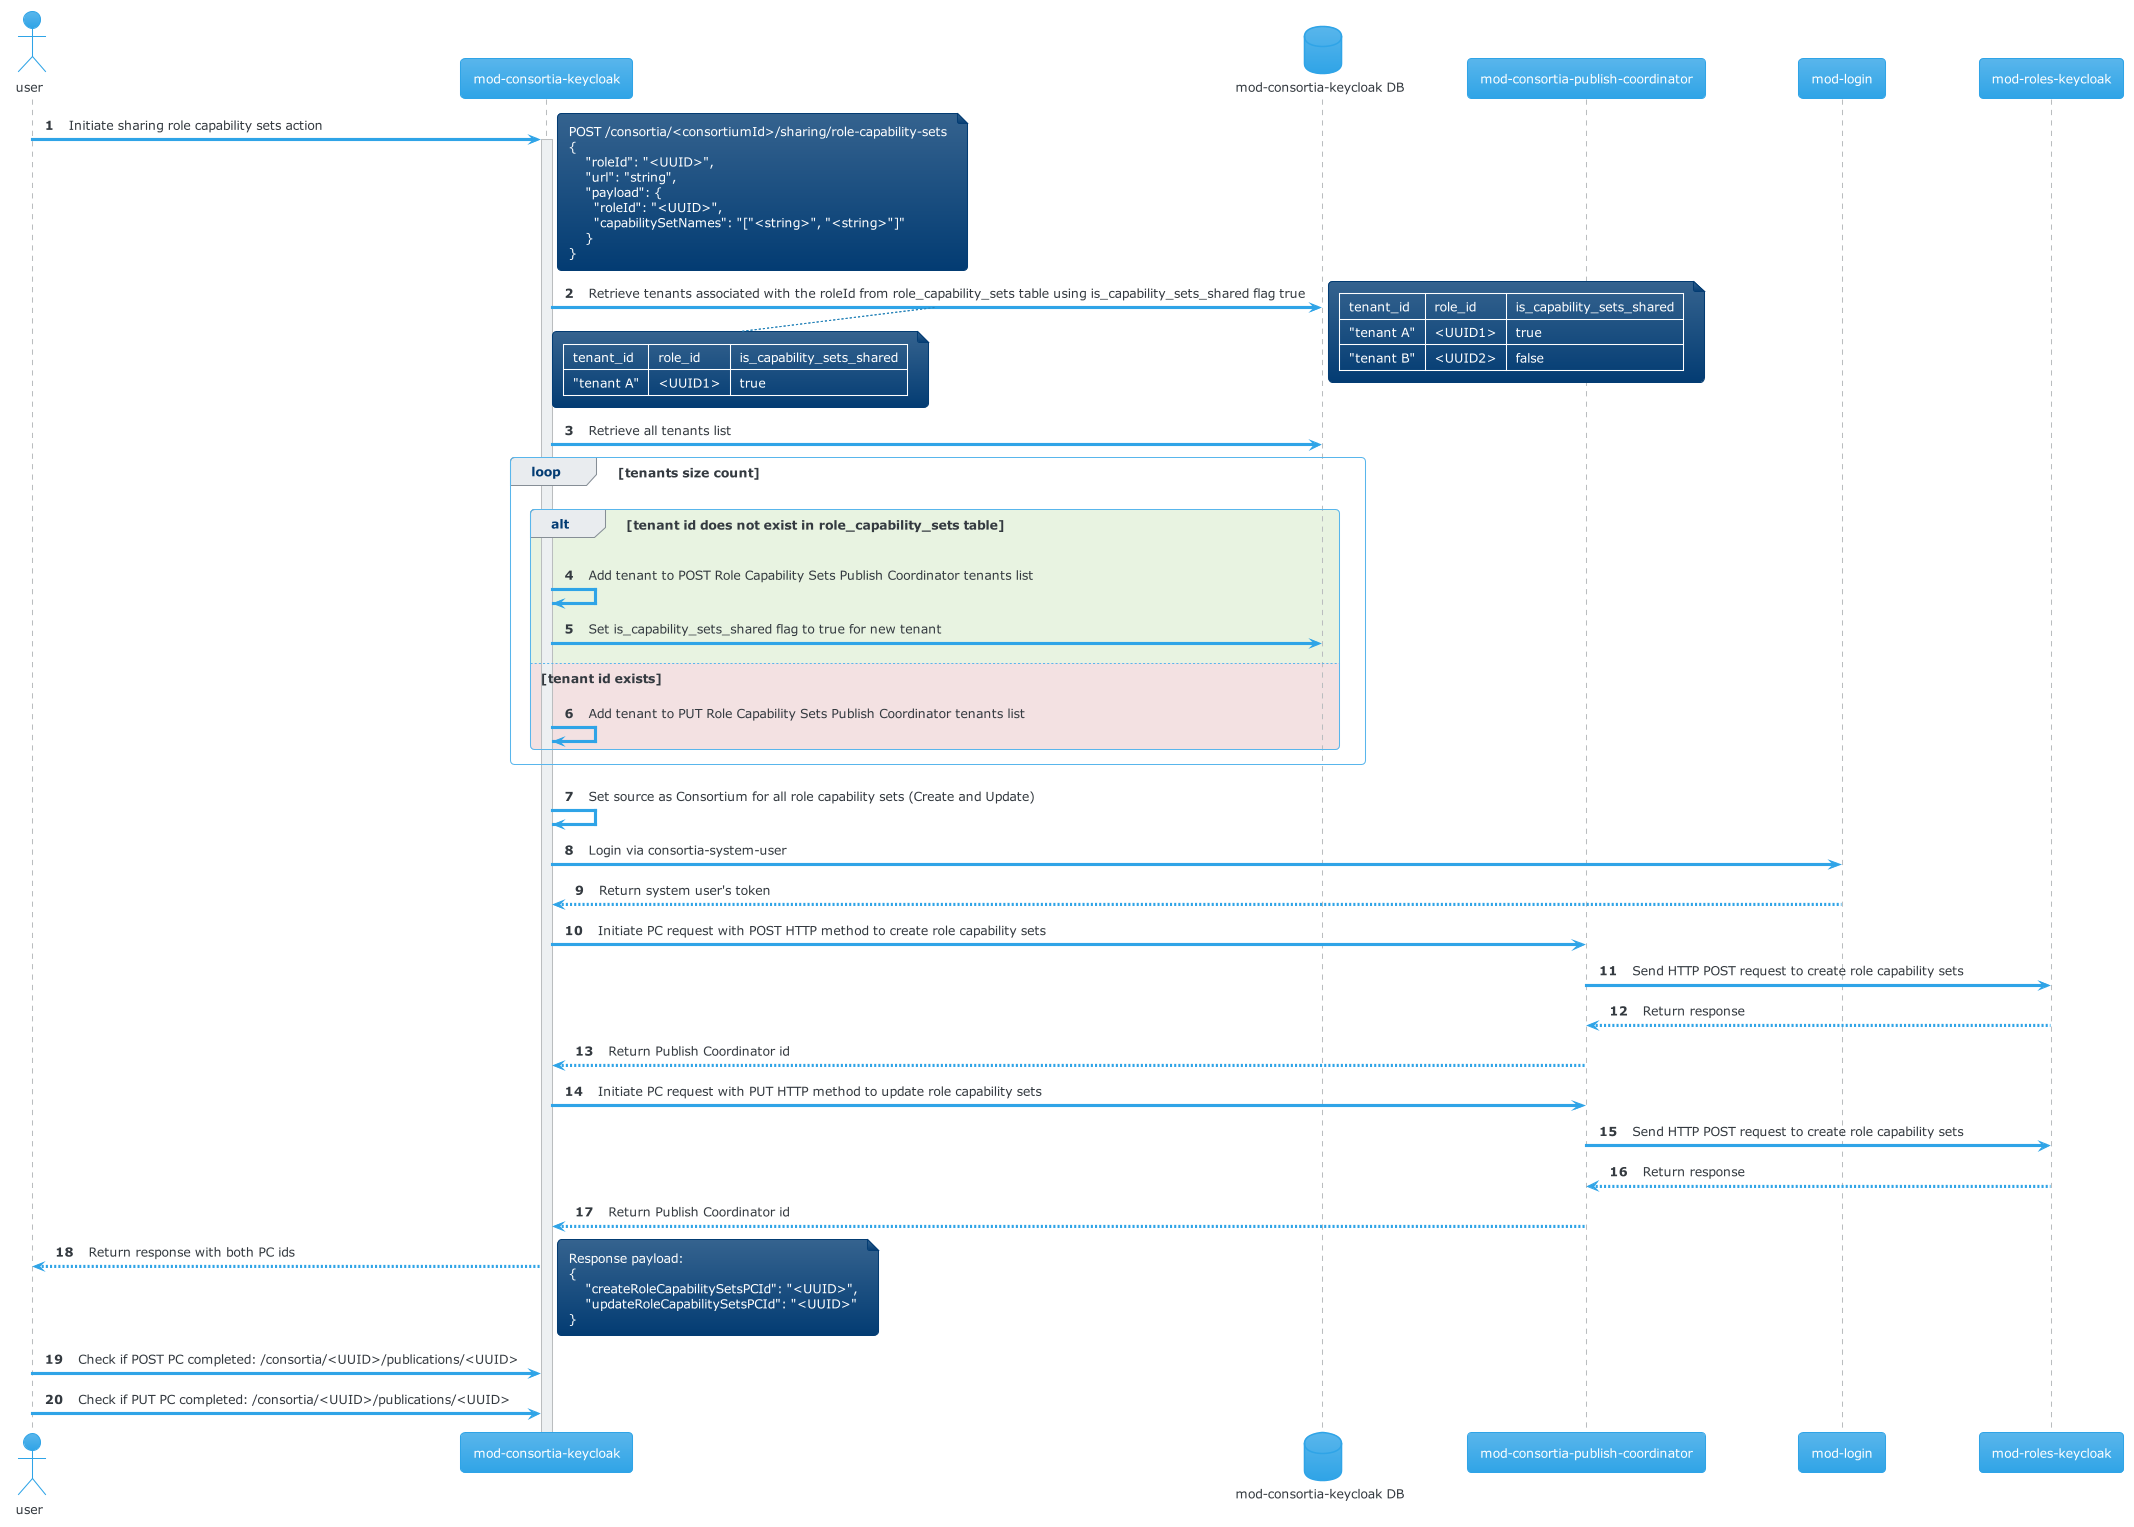 user
mod-consortia-keycloak
mod-consortia-keycloak DB
mod-consortia-publish-coordinator
mod-login
mod-roles-keycloak
1 Initiate sharing role capability sets action
POST /consortia/<consortiumId>/sharing/role-capability-sets
{
"roleId": "<UUID>",
"url": "string",
"payload": {
"roleId": "<UUID>",
"capabilitySetNames": "["<string>", "<string>"]"
}
}
2 Retrieve tenants associated with the roleId from role_capability_sets table using is_capability_sets_shared flag true
tenant_id role_id is_capability_sets_shared
"tenant A" <UUID1> true
"tenant B" <UUID2> false
tenant_id role_id is_capability_sets_shared
"tenant A" <UUID1> true
3 Retrieve all tenants list
loop [tenants size count]
alt [tenant id does not exist in role_capability_sets table]
4 Add tenant to POST Role Capability Sets Publish Coordinator tenants list
5 Set is_capability_sets_shared flag to true for new tenant
[tenant id exists]
6 Add tenant to PUT Role Capability Sets Publish Coordinator tenants list
7 Set source as Consortium for all role capability sets (Create and Update)
8 Login via consortia-system-user
9 Return system user's token
10 Initiate PC request with POST HTTP method to create role capability sets
11 Send HTTP POST request to create role capability sets
12 Return response
13 Return Publish Coordinator id
14 Initiate PC request with PUT HTTP method to update role capability sets
15 Send HTTP POST request to create role capability sets
16 Return response
17 Return Publish Coordinator id
18 Return response with both PC ids
Response payload:
{
"createRoleCapabilitySetsPCId": "<UUID>",
"updateRoleCapabilitySetsPCId": "<UUID>"
}
19 Check if POST PC completed: /consortia/<UUID>/publications/<UUID>
20 Check if PUT PC completed: /consortia/<UUID>/publications/<UUID>
user
mod-consortia-keycloak
mod-consortia-keycloak DB
mod-consortia-publish-coordinator
mod-login
mod-roles-keycloak